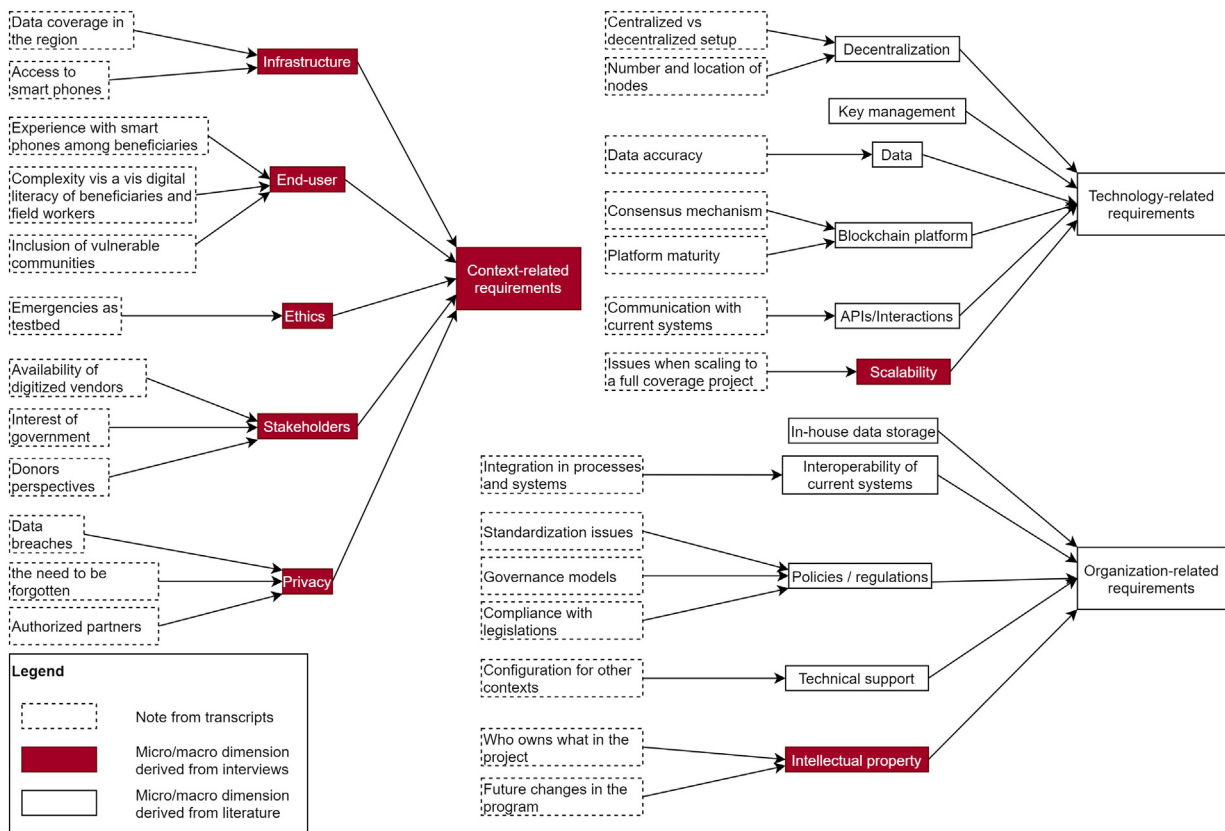 Data coverage in
the region
Access to
smart phones
Infrastructure
Experience with smart
phones among beneficiaries
Complexity vis a vis digital
literacy of beneficiaries and
field workers
Inclusion of vulnerable
communities
End-user
Emergencies as
testbed
Ethics
Availability of
digitized vendors
Interest of
government
Donors
perspectives
Stakeholders
Data
breaches
the need to be
forgotten
Authorized partners
Privacy
Context-related
requirements
Centralized vs
decentralized setup
Number and location of
nodes
Decentralization
Key management
Data accuracy
Data
Consensus mechanism
Platform maturity
Blockchain platform
Communication with
current systems
APIs/Interactions
Issues when scaling to
a full coverage project
Scalability
Technology-related
requirements
In-house data storage
Integration in processes
and systems
Interoperability of
current systems
Standardization issues
Governance models
Compliance with
legislations
Policies / regulations
Configuration for other
contexts
Technical support
Who owns what in the
project
Future changes in the
program
Intellectual property
Organization-related
requirements
Legend
Note from transcripts
Micro/macro dimension
derived from interviews
Micro/macro dimension
derived from literature